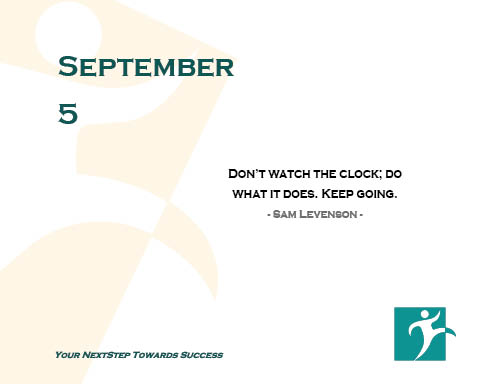 September
5
Don't watch the clock; do
what it does. Keep going.
- Sam Levenson -
Your NextStep Towards Success